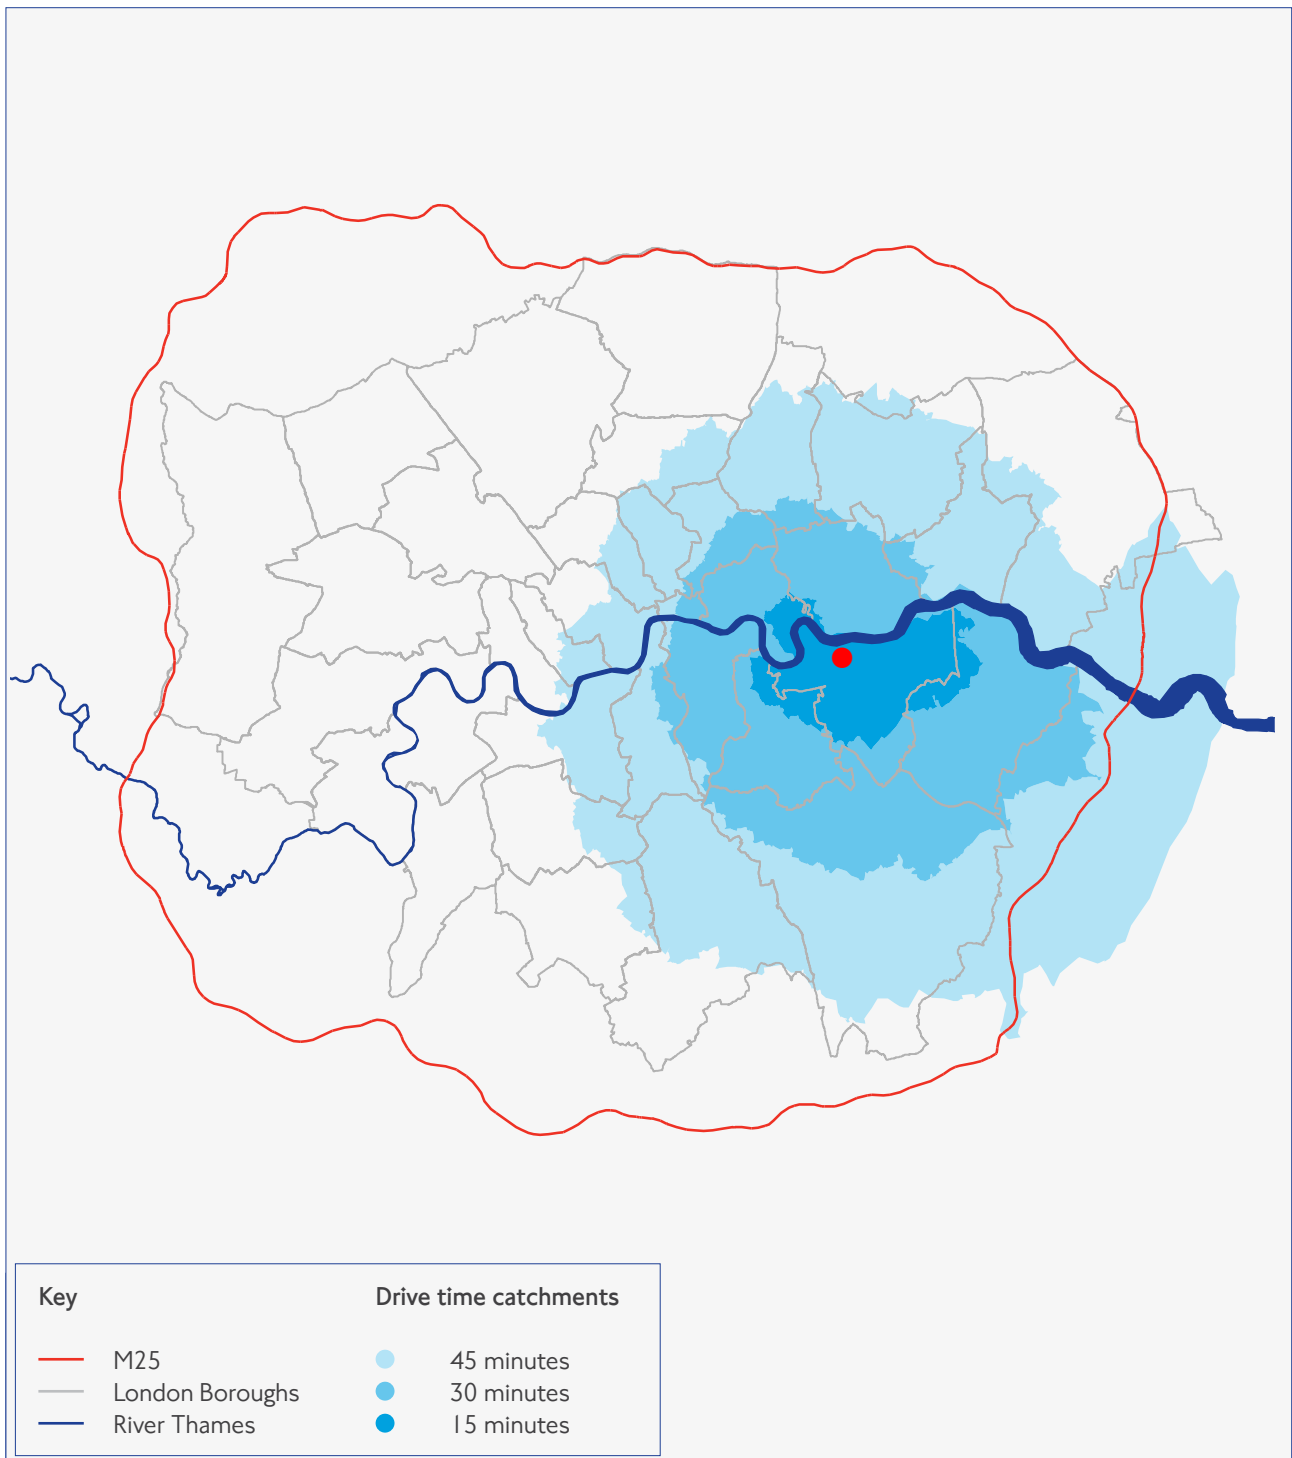 Key
Drive time catchments
M25
45 minutes
London Boroughs
30 minutes
River Thames
15 minutes